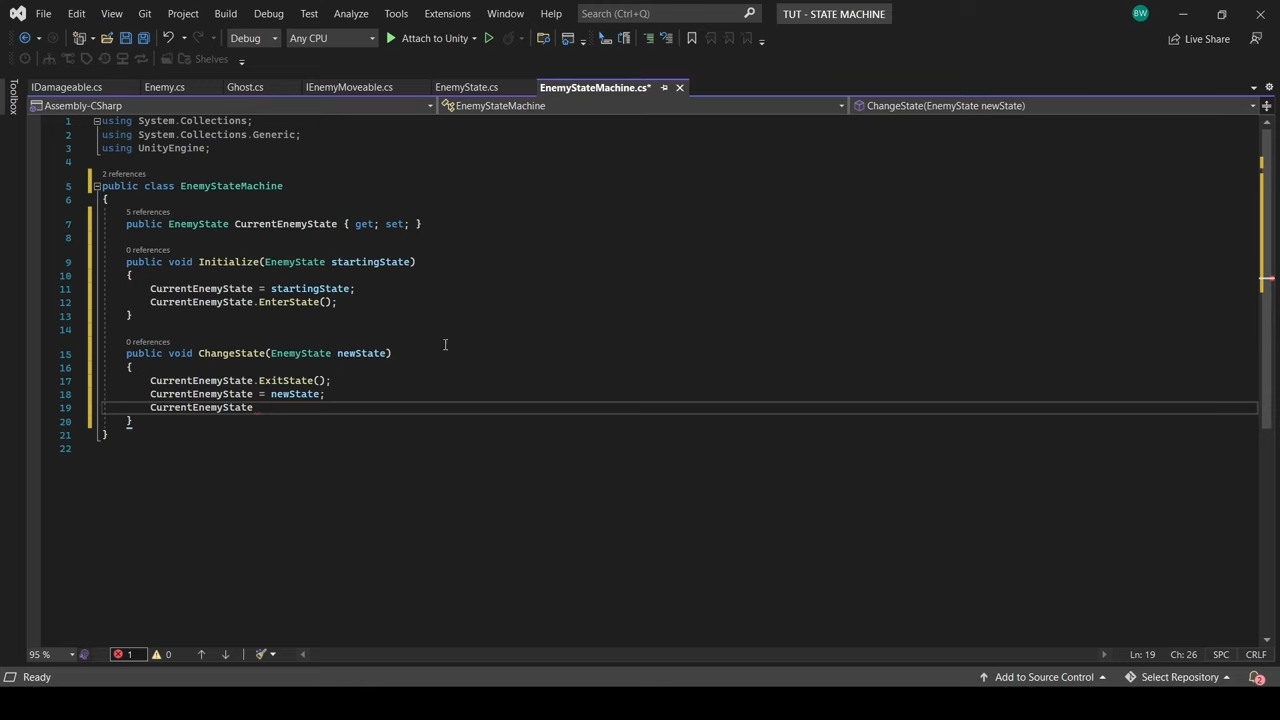 File Edit View Git Project Build Debug Test Analyze Tools Extensions Window Help Search (Ctrl+Q) TUT - STATE MACHINE BW
Debug Any CPU Attach to Unity Live Share
Shelves
Toolbox
IDamageable.cs Enemy.cs Ghost.cs IEnemyMoveable.cs EnemyState.cs EnemyStateMachine.cs*
Assembly-CSharp EnemyStateMachine ChangeState(EnemyState newState)
1 using System.Collections;
2 using System.Collections.Generic;
3 using UnityEngine;
4
2 references
5 public class EnemyStateMachine
6 {
5 references
7 public EnemyState CurrentEnemyState { get; set; }
8
0 references
9 public void Initialize(EnemyState startingState)
10 {
11 CurrentEnemyState = startingState;
12 CurrentEnemyState.EnterState();
13 }
14
0 references
15 public void ChangeState(EnemyState newState)
16 {
17 CurrentEnemyState.ExitState();
18 CurrentEnemyState = newState;
19 CurrentEnemyState
20 }
21 }
22
95 % 1 0 Ln: 19 Ch: 26 SPC CRLF
Ready Add to Source Control Select Repository 2